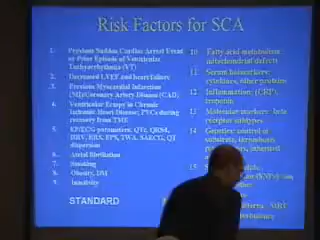 Risk Factors for SCA
1. Previous Sudden Cardiac Arrest Event
or Prior Episode of Ventricular
Tachyarrhythmia (VT)
2. Decreased LVEF and heart failure
3. Previous Myocardial Infarction
(MI)/Coronary Artery Disease (CAD)
4. Ventricular Ectopy in Chronic
Ischemic Heart Disease; PVCs during
recovery from TME
5. EP/ECG parameters, QTc, QRSd,
HRV, BRS, EPS, TWA, SAECG, QT
dispersion
6. Atrial fibrillation
7. Smoking
8. Obesity, DM
9. Inactivity
STANDARD
10. Fatty acid metabolism
mitochondrial defects
11. Serum biomarkers:
cytokines, other proteins
12. Inflammation: (CRP),
troponin
13. Molecular markers:
receptor subtypes
14. Genetics: control of
substrate, thrombosis
inherited
15